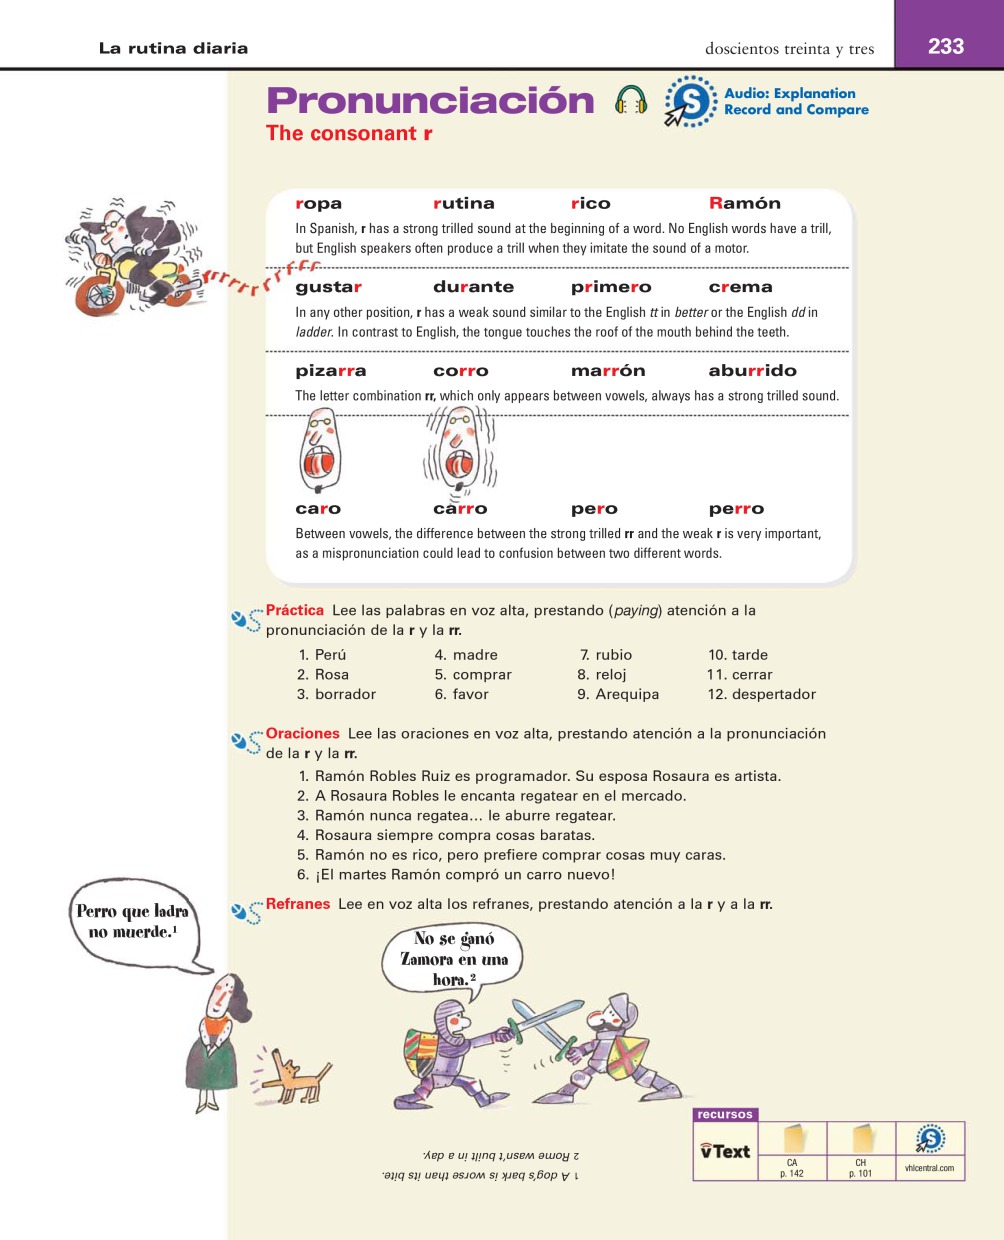 La rutina diaria
doscientos treinta y tres
233
Pronunciación
Audio: Explanation
Record and Compare
The consonant r
ropa rutina rico Ramón
In Spanish, r has a strong trilled sound at the beginning of a word. No English words have a trill,
but English speakers often produce a trill when they imitate the sound of a motor.
rrrrrrrrr
gustar durante primero crema
In any other position, r has a weak sound similar to the English tt in better or the English dd in
ladder. In contrast to English, the tongue touches the roof of the mouth behind the teeth.
pizarra corro marrón aburrido
The letter combination rr, which only appears between vowels, always has a strong trilled sound.
caro carro pero perro
Between vowels, the difference between the strong trilled rr and the weak r is very important,
as a mispronunciation could lead to confusion between two different words.
Práctica Lee las palabras en voz alta, prestando (paying) atención a la
pronunciación de la r y la rr.
1. Perú 4. madre 7. rubio 10. tarde
2. Rosa 5. comprar 8. reloj 11. cerrar
3. borrador 6. favor 9. Arequipa 12. despertador
Oraciones Lee las oraciones en voz alta, prestando atención a la pronunciación
de la r y la rr.
1. Ramón Robles Ruiz es programador. Su esposa Rosaura es artista.
2. A Rosaura Robles le encanta regatear en el mercado.
3. Ramón nunca regatea… le aburre regatear.
4. Rosaura siempre compra cosas baratas.
5. Ramón no es rico, pero prefiere comprar cosas muy caras.
6. ¡El martes Ramón compró un carro nuevo!
Refranes Lee en voz alta los refranes, prestando atención a la r y a la rr.
Perro que ladra
no muerde.1
No se ganó
Zamora en una
hora.2
1 A dog's bark is worse than its bite.
2 Rome wasn't built in a day.
recursos
vText
CA
p. 142
CH
p. 101
S
vhlcentral.com